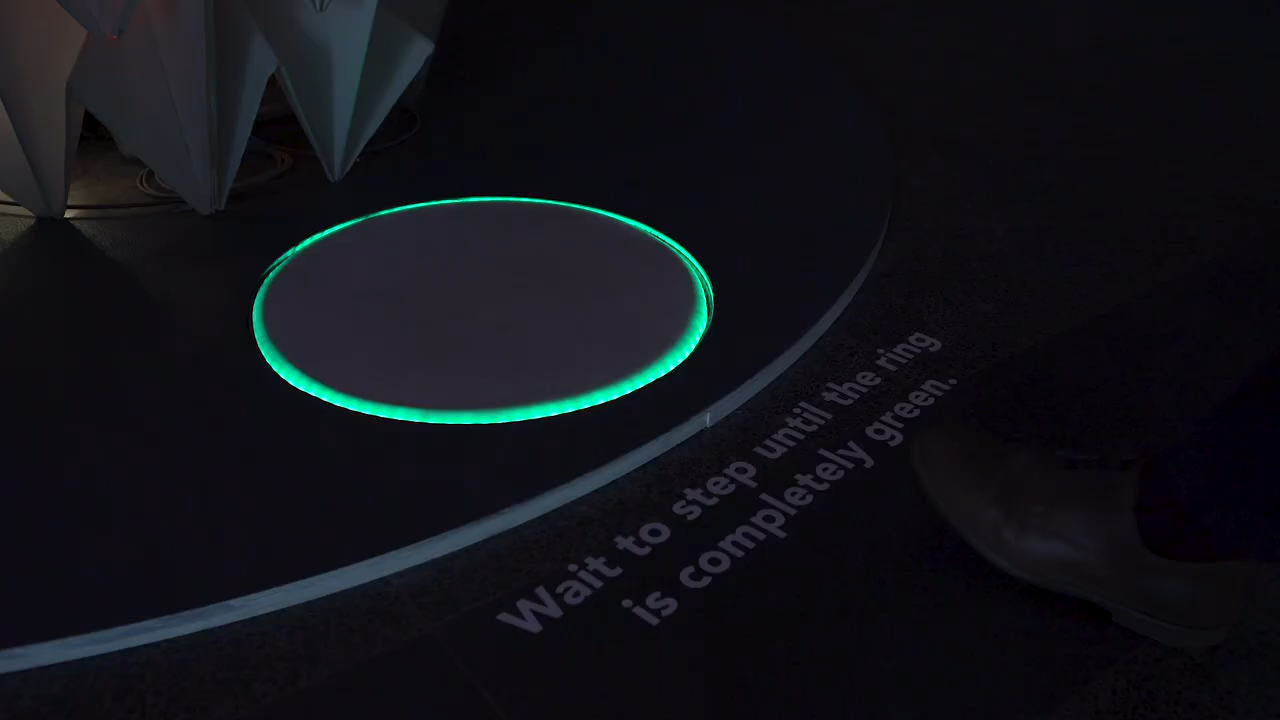 Wait to step until the ring
is completely green.